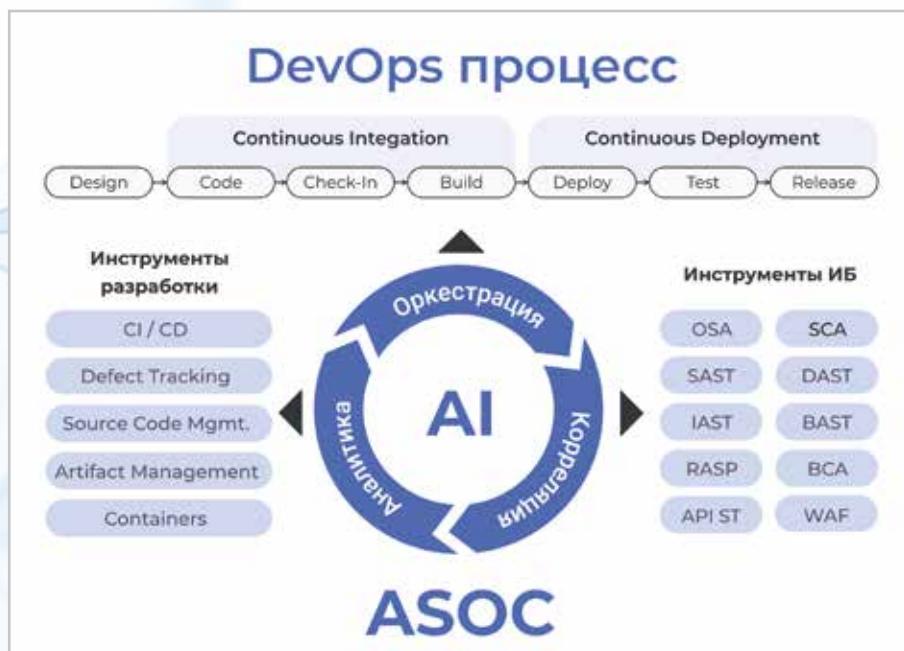 DevOps процесс
Continuous Integation
Continuous Deployment
Design
Code
Check-In
Build
Deploy
Test
Release
Инструменты
разработки
CI / CD
Defect Tracking
Source Code Mgmt.
Artifact Management
Containers
Оркестрация
Корреляция
Аналитика
AI
ASOC
Инструменты ИБ
OSA
SCA
SAST
DAST
IAST
BAST
RASP
BCA
API ST
WAF